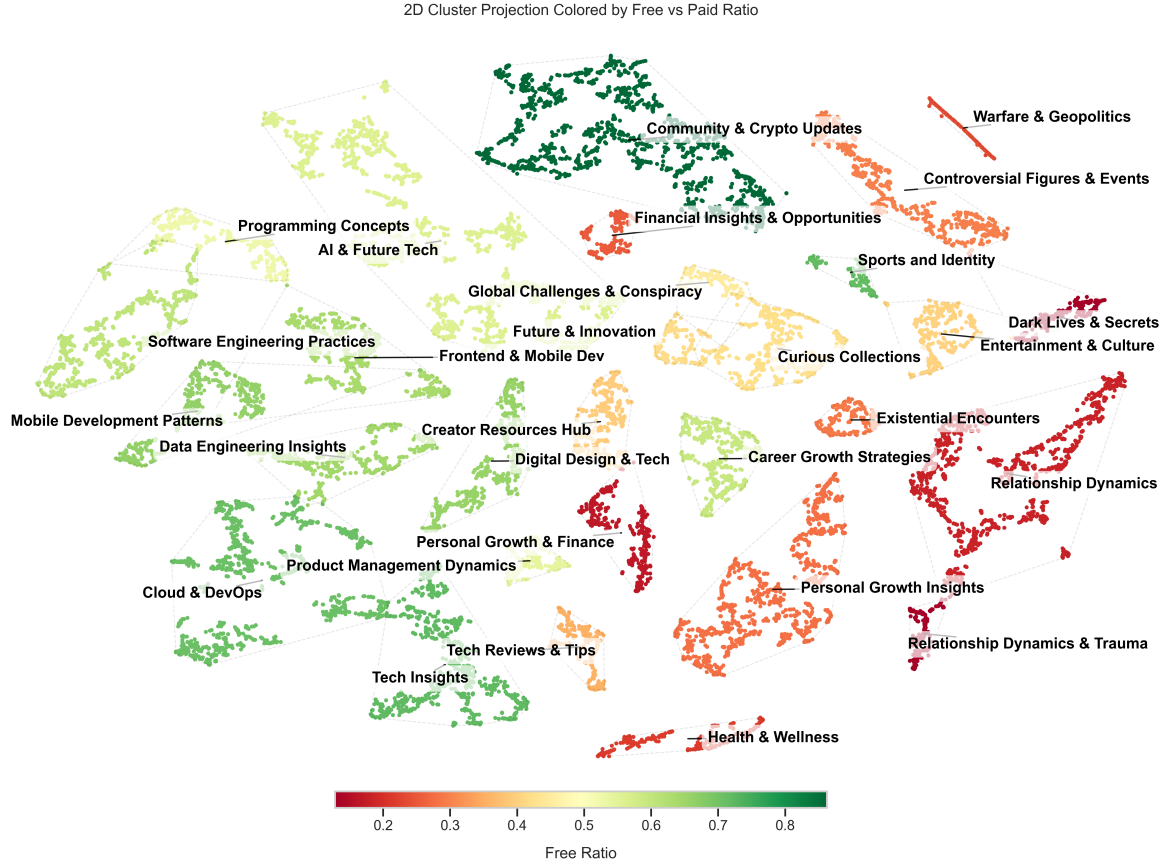 2D Cluster Projection Colored by Free vs Paid Ratio
Warfare & Geopolitics
Community & Crypto Updates
Controversial Figures & Events
Financial Insights & Opportunities
Programming Concepts
AI & Future Tech
Sports and Identity
Global Challenges & Conspiracy
Dark Lives & Secrets
Future & Innovation
Software Engineering Practices
Entertainment & Culture
Frontend & Mobile Dev
Curious Collections
Mobile Development Patterns
Existential Encounters
Creator Resources Hub
Data Engineering Insights
Digital Design & Tech
Career Growth Strategies
Relationship Dynamics
Personal Growth & Finance
Product Management Dynamics
Personal Growth Insights
Cloud & DevOps
Relationship Dynamics & Trauma
Tech Reviews & Tips
Tech Insights
Health & Wellness
0.2 0.3 0.4 0.5 0.6 0.7 0.8
Free Ratio